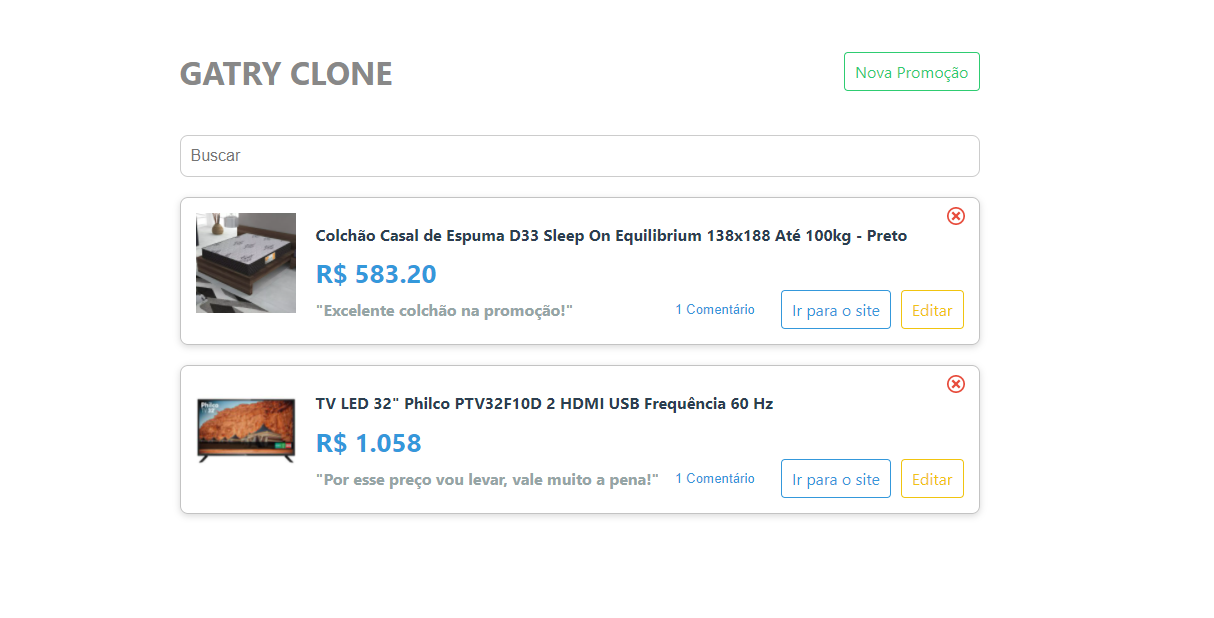 GATRY CLONE
Nova Promoção
Buscar
Colchão Casal de Espuma D33 Sleep On Equilibrium 138x188 Até 100kg - Preto
R$ 583.20
"Excelente colchão na promoção!"
1 Comentário
Ir para o site
Editar
Philco
32"
TV LED 32" Philco PTV32F10D 2 HDMI USB Frequência 60 Hz
R$ 1.058
"Por esse preço vou levar, vale muito a pena!"
1 Comentário
Ir para o site
Editar